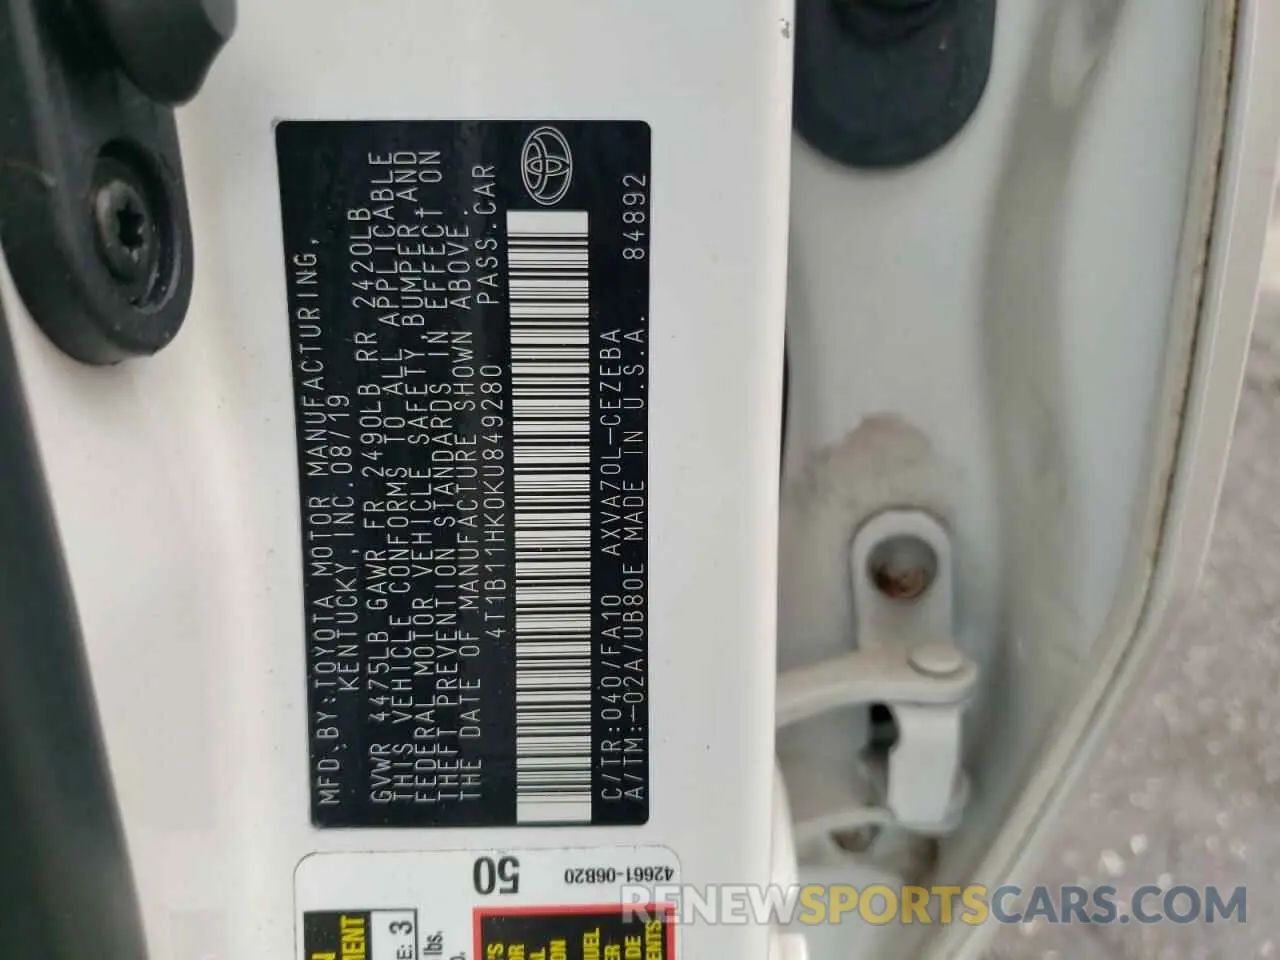 MFD.BY:TOYOTA MOTOR MANUFACTURING,
KENTUCKY,INC.08/19
GVWR 4475LB GAWR FR 2490LB RR 2420LB
THIS VEHICLE CONFORMS TO ALL APPLICABLE
FEDERAL MOTOR VEHICLE SAFETY,BUMPER,AND
THEFT PREVENTION STANDARDS IN EFFECT ON
THE DATE OF MANUFACTURE SHOWN ABOVE.
4T1B11HK0KU849280 PASS.CAR
C/TR:040/FA10 AXVA70L-CEZEBA
A/TM:-02A/UB80E MADE IN U.S.A. 84892
50
42661-06B20
MENT
E: 3
lbs.
RENEWSPORTSCARS.COM